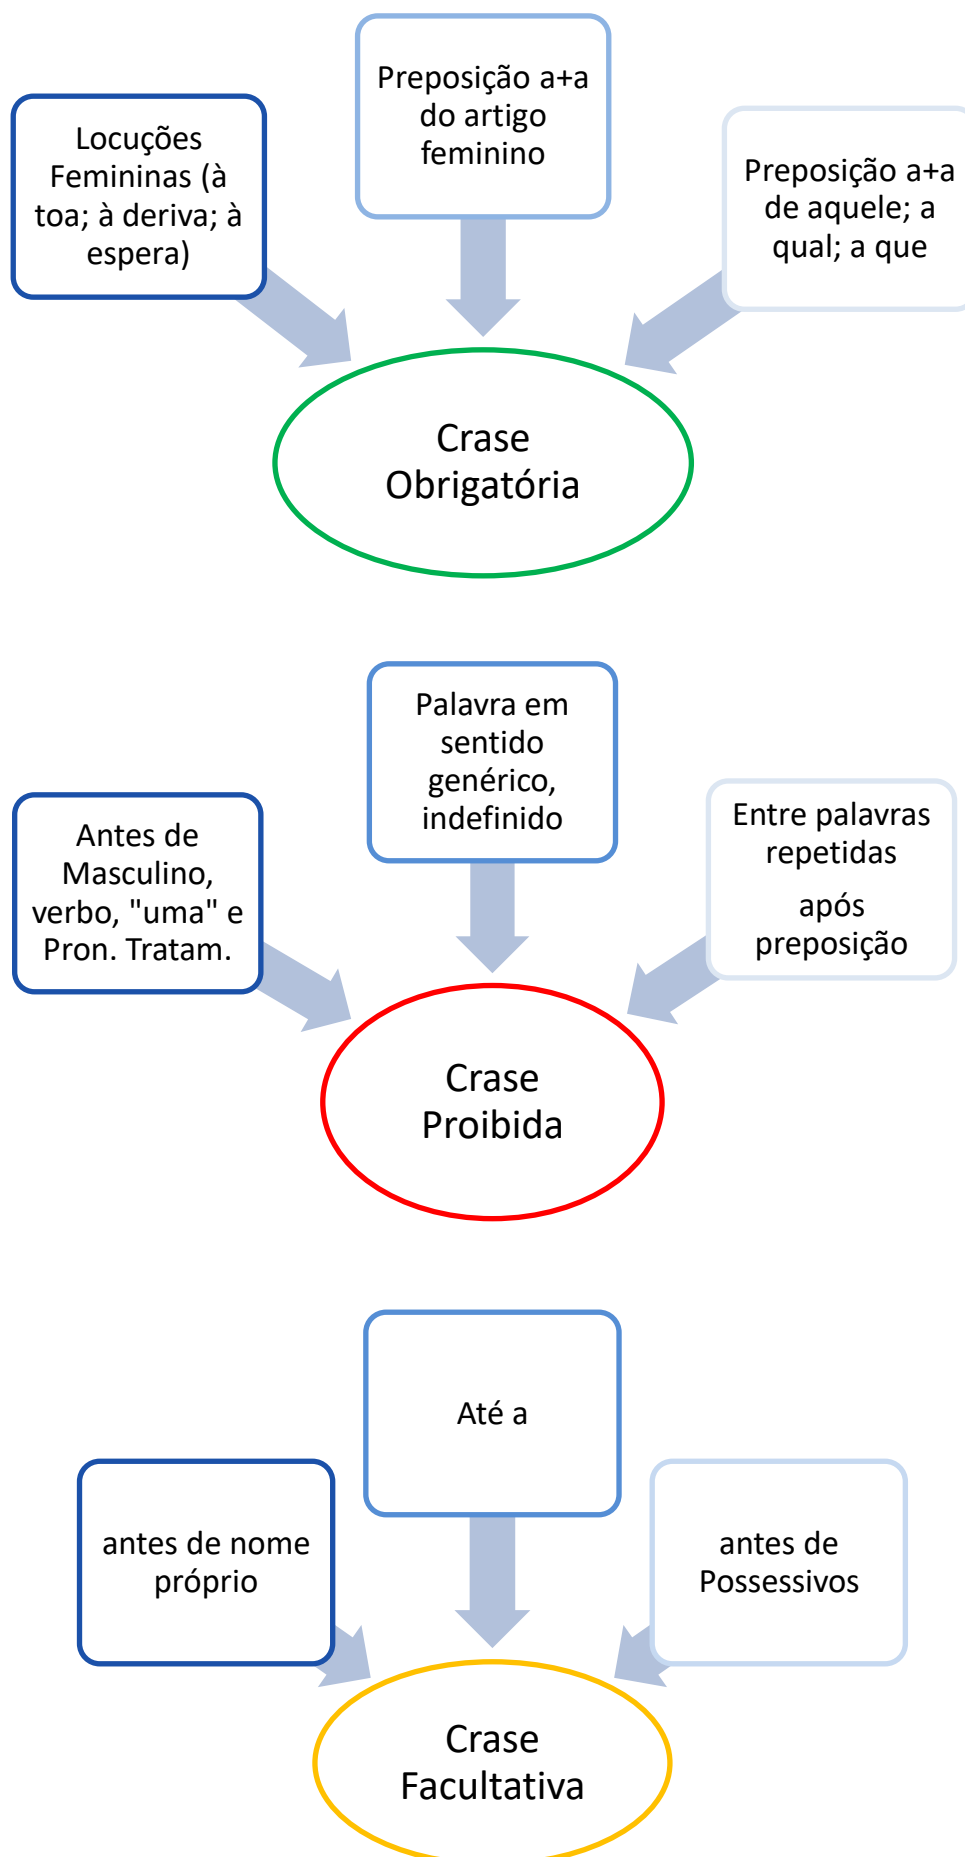 Preposição a+a
do artigo
feminino
Locuções
Femininas (à
toa; à deriva; à
espera)
Preposição a+a
de aquele; a
qual; a que
Crase
Obrigatória
Palavra em
sentido
genérico,
indefinido
Antes de
Masculino,
verbo, "uma" e
Pron. Tratam.
Entre palavras
repetidas
após
preposição
Crase
Proibida
Até a
antes de nome
próprio
antes de
Possessivos
Crase
Facultativa